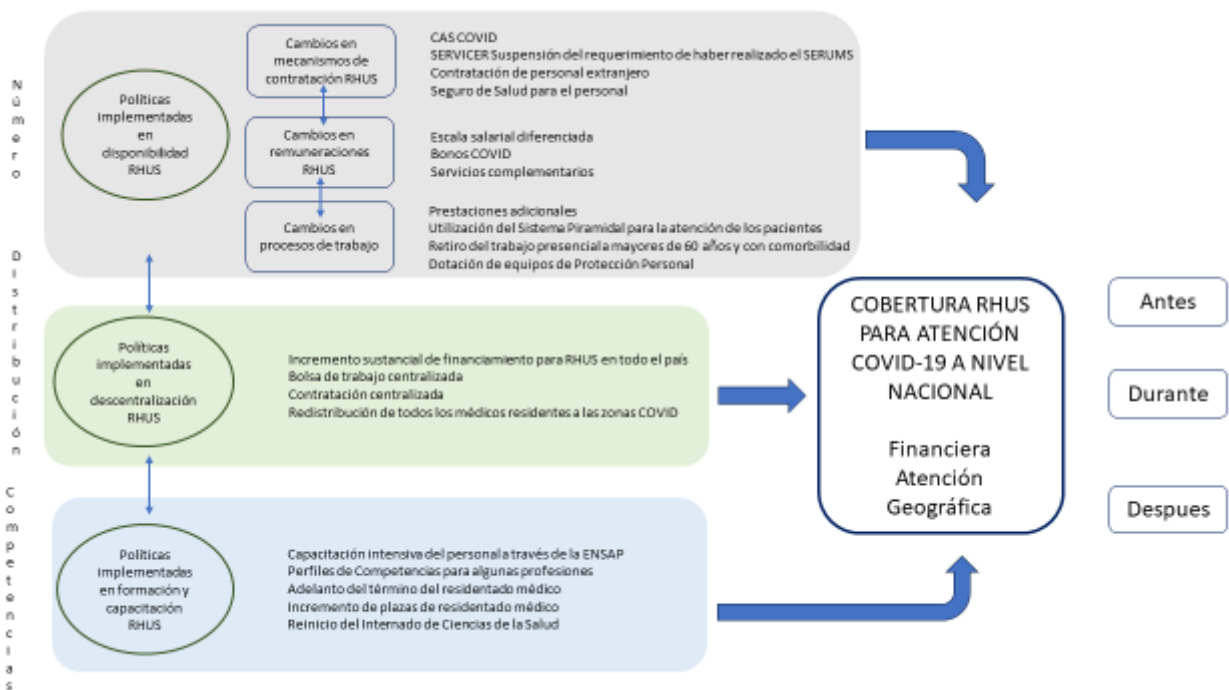 Número
Políticas
implementadas
en
disponibilidad
RHUS
Cambios en
mecanismos de
contratación RHUS
CAS COVID
SERVICER Suspensión del requerimiento de haber realizado el SERUMS
Contratación de personal extranjero
Seguro de Salud para el personal
Cambios en
remuneraciones
RHUS
Escala salarial diferenciada
Bonos COVID
Servicios complementarios
Cambios en
procesos de trabajo
Prestaciones adicionales
Utilización del Sistema Piramidal para la atención de los pacientes
Retiro del trabajo presencial a mayores de 60 años y con comorbilidad
Dotación de equipos de Protección Personal
Distribución
Políticas
implementadas
en
descentralización
RHUS
Incremento sustancial de financiamiento para RHUS en todo el país
Bolsa de trabajo centralizada
Contratación centralizada
Redistribución de todos los médicos residentes a las zonas COVID
Competencias
Políticas
implementadas
en formación y
capacitación
RHUS
Capacitación intensiva del personal a través de la ENSAP
Perfiles de Competencias para algunas profesiones
Adelanto del término del residentado médico
Incremento de plazas de residentado médico
Reinicio del Internado de Ciencias de la Salud
COBERTURA RHUS
PARA ATENCIÓN
COVID-19 A NIVEL
NACIONAL
Financiera
Atención
Geográfica
Antes
Durante
Despues